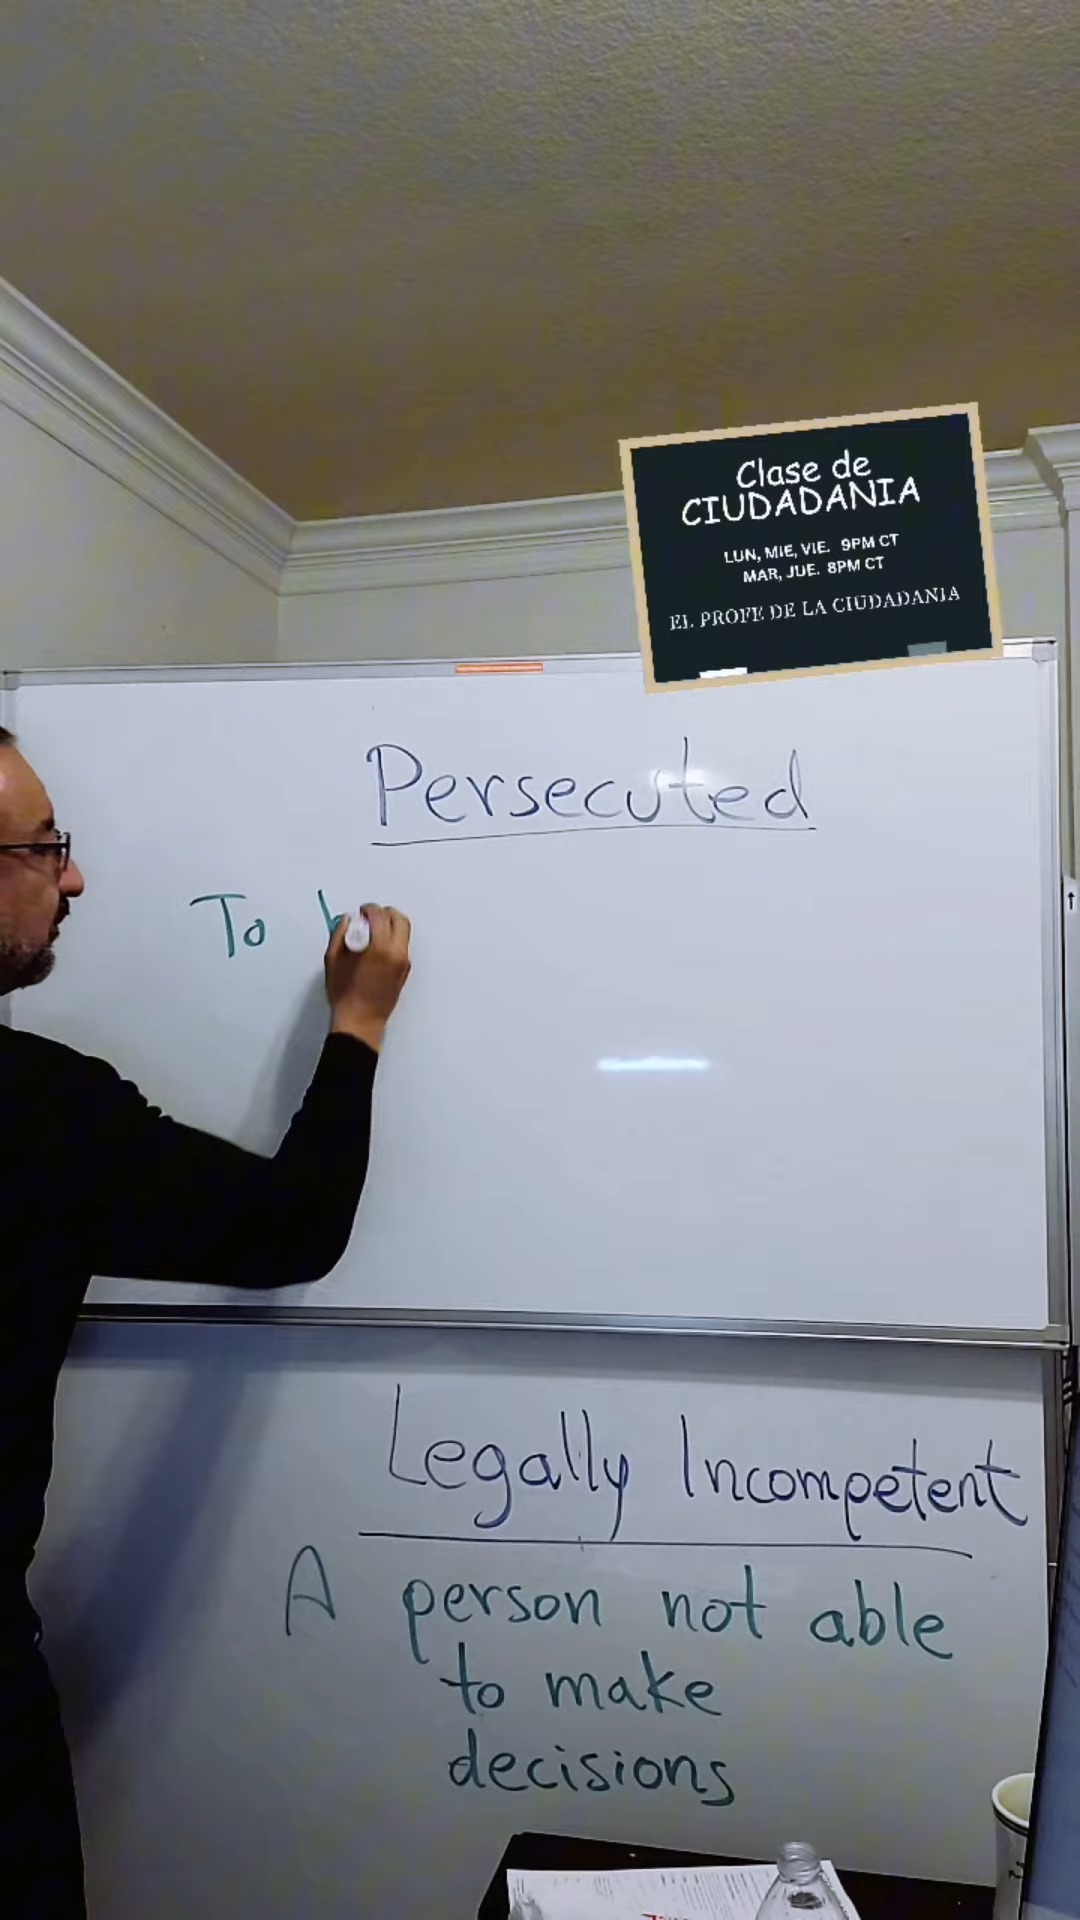 Clase de
CIUDADANIA
LUN, MIE, VIE. 9PM CT
MAR, JUE. 8PM CT
EL PROFE DE LA CIUDADANIA
Persecuted
To
Legally Incompetent
A person not able
to make
decisions